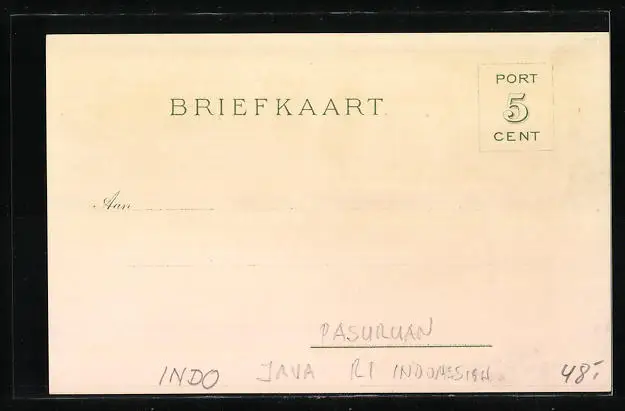 PORT
5
CENT
BRIEFKAART
Aan
PASURUAN
INDO JAVA RI INDONESIA
48.-